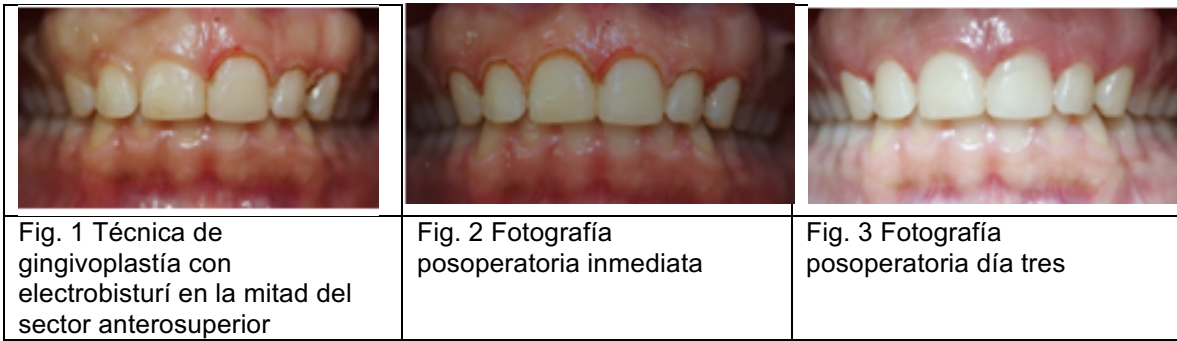 Fig. 1 Técnica de
gingivoplastía con
electrobisturí en la mitad del
sector anterosuperior
Fig. 2 Fotografía
posoperatoria inmediata
Fig. 3 Fotografía
posoperatoria día tres